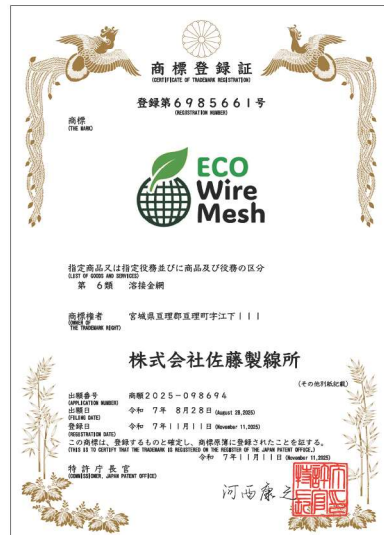 商標登録証
(CERTIFICATE OF TRADEMARK REGISTRATION)
登録第6985661号
(REGISTRATION NUMBER)
商標
(THE MARK)
ECO
Wire
Mesh
指定商品又は指定役務並びに商品及び役務の区分
(LIST OF GOODS AND SERVICES)
第 6類 溶接金網
商標権者 宮城県亘理郡亘理町字江下111
(OWNER OF THE TRADEMARK RIGHT)
株式会社佐藤製線所
(その他別紙記載)
出願番号 商願2025-098694
(APPLICATION NUMBER)
出願日 令和 7年 8月28日(August 28,2025)
(FILING DATE)
登録日 令和 7年11月11日(November 11,2025)
(REGISTRATION DATE)
この商標は、登録するものと確定し、商標原簿に登録されたことを証する。
(THIS IS TO CERTIFY THAT THE TRADEMARK IS REGISTERED ON THE REGISTER OF THE JAPAN PATENT OFFICE.)
令和 7年11月11日(November 11,2025)
特許庁長官
(COMMISSIONER, JAPAN PATENT OFFICE)
河西康之